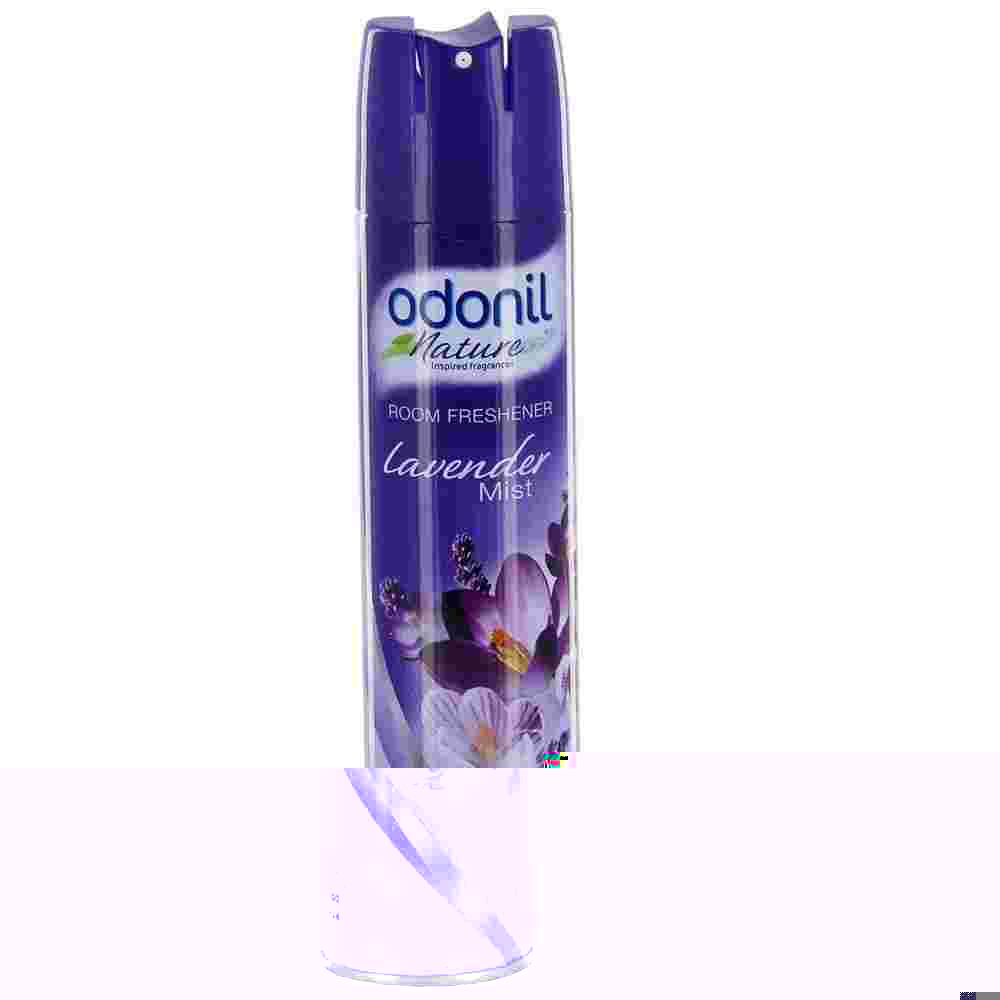 odonil
Nature
Inspired fragrances
ROOM FRESHENER
Lavender
Mist